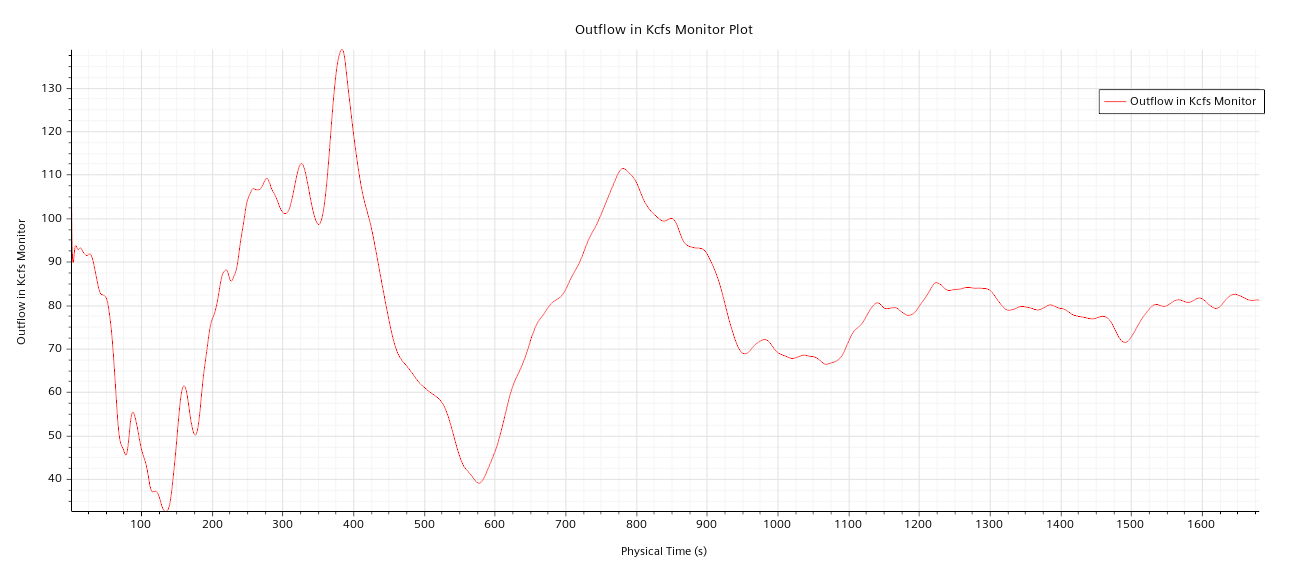 Outflow in Kcfs Monitor Plot
Outflow in Kcfs Monitor
130
120
110
100
90
80
70
60
50
40
Outflow in Kcfs Monitor
100 200 300 400 500 600 700 800 900 1000 1100 1200 1300 1400 1500 1600
Physical Time (s)